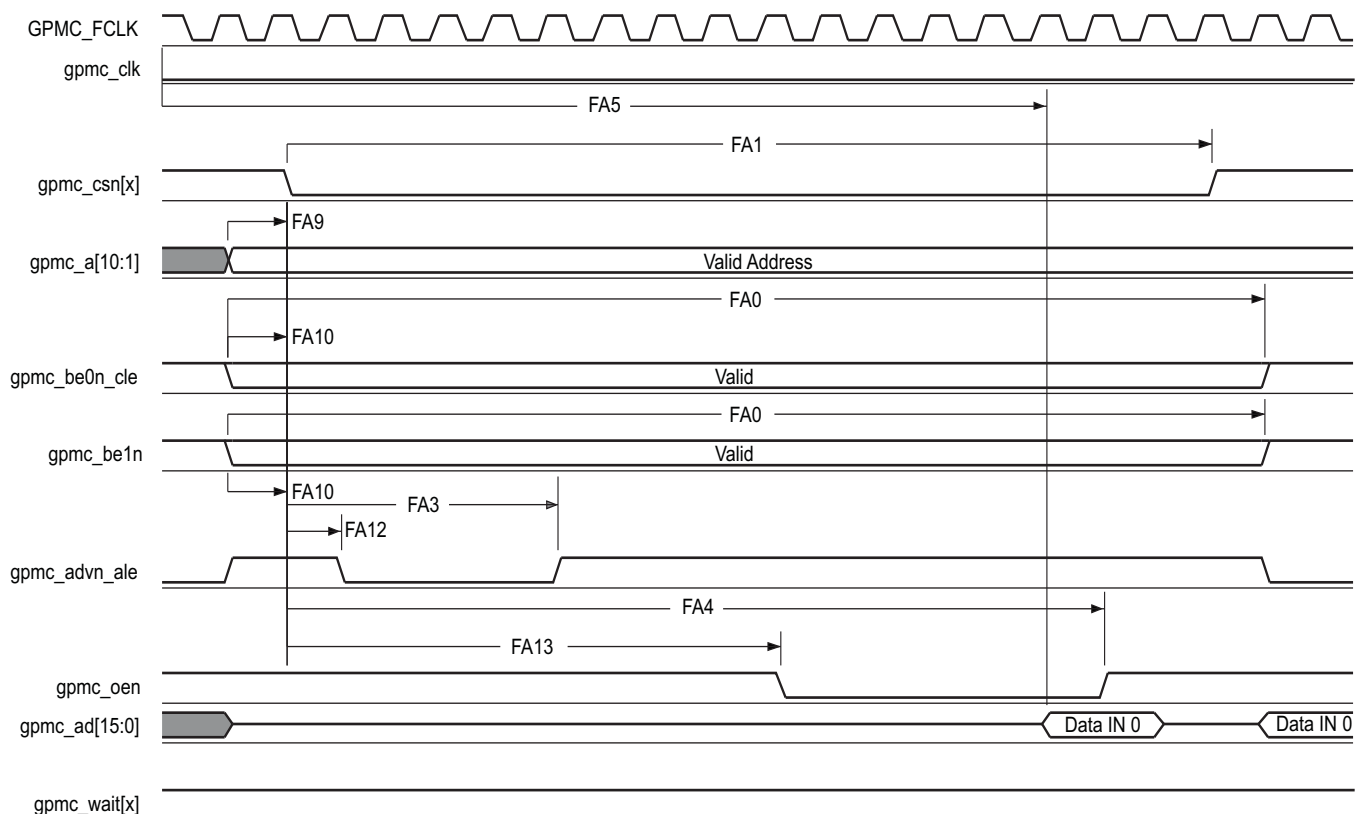 GPMC_FCLK
gpmc_clk
FA5
FA1
gpmc_csn[x]
FA9
gpmc_a[10:1]
Valid Address
FA0
FA10
gpmc_be0n_cle
Valid
FA0
gpmc_be1n
Valid
FA10
FA3
FA12
gpmc_advn_ale
FA4
FA13
gpmc_oen
gpmc_ad[15:0]
Data IN 0
Data IN 0
gpmc_wait[x]